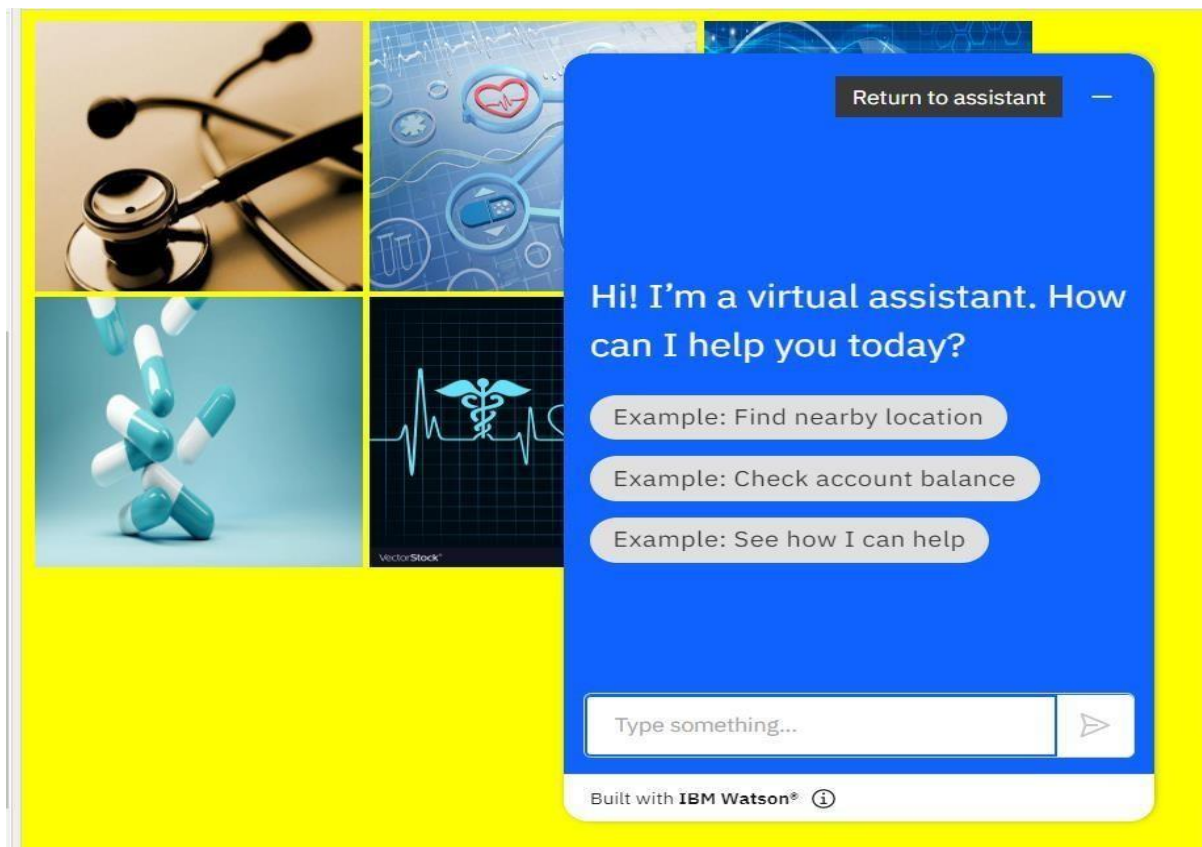 Return to assistant
Hi! I’m a virtual assistant. How
can I help you today?
Example: Find nearby location
Example: Check account balance
Example: See how I can help
Type something...
Built with IBM Watson®
VectorStock®